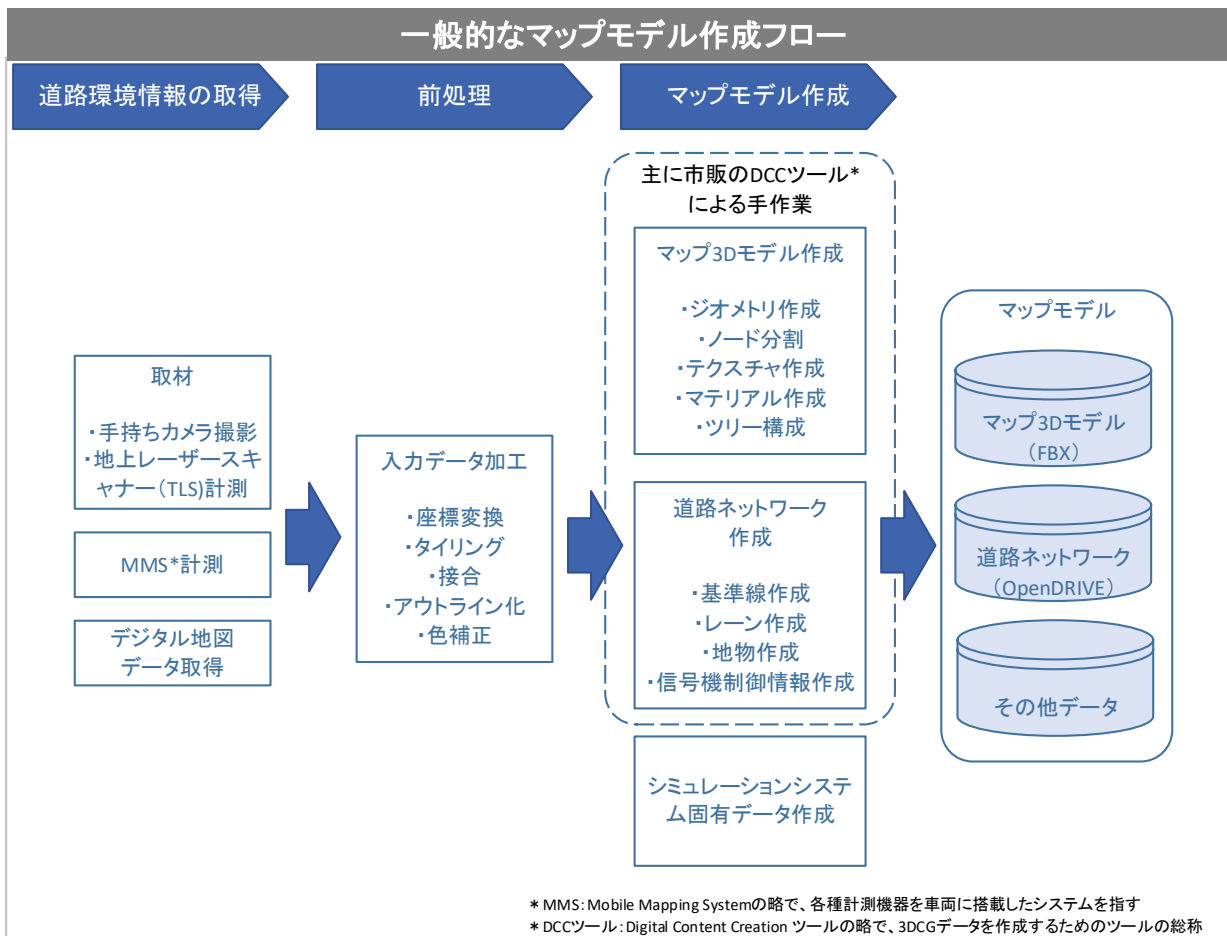 一般的なマップモデル作成フロー
道路環境情報の取得
前処理
マップモデル作成
取材
・手持ちカメラ撮影
・地上レーザースキ
ャナー(TLS)計測
MMS*計測
デジタル地図
データ取得
入力データ加工
・座標変換
・タイリング
・接合
・アウトライン化
・色補正
主に市販のDCCツール*
による手作業
マップ3Dモデル作成
・ジオメトリ作成
・ノード分割
・テクスチャ作成
・マテリアル作成
・ツリー構成
道路ネットワーク
作成
・基準線作成
・レーン作成
・地物作成
・信号機制御情報作成
シミュレーションシステ
ム固有データ作成
マップモデル
マップ3Dモデル
（FBX）
道路ネットワーク
（OpenDRIVE）
その他データ
* MMS：Mobile Mapping Systemの略で、各種計測機器を車両に搭載したシステムを指す
* DCCツール：Digital Content Creation ツールの略で、3DCGデータを作成するためのツールの総称